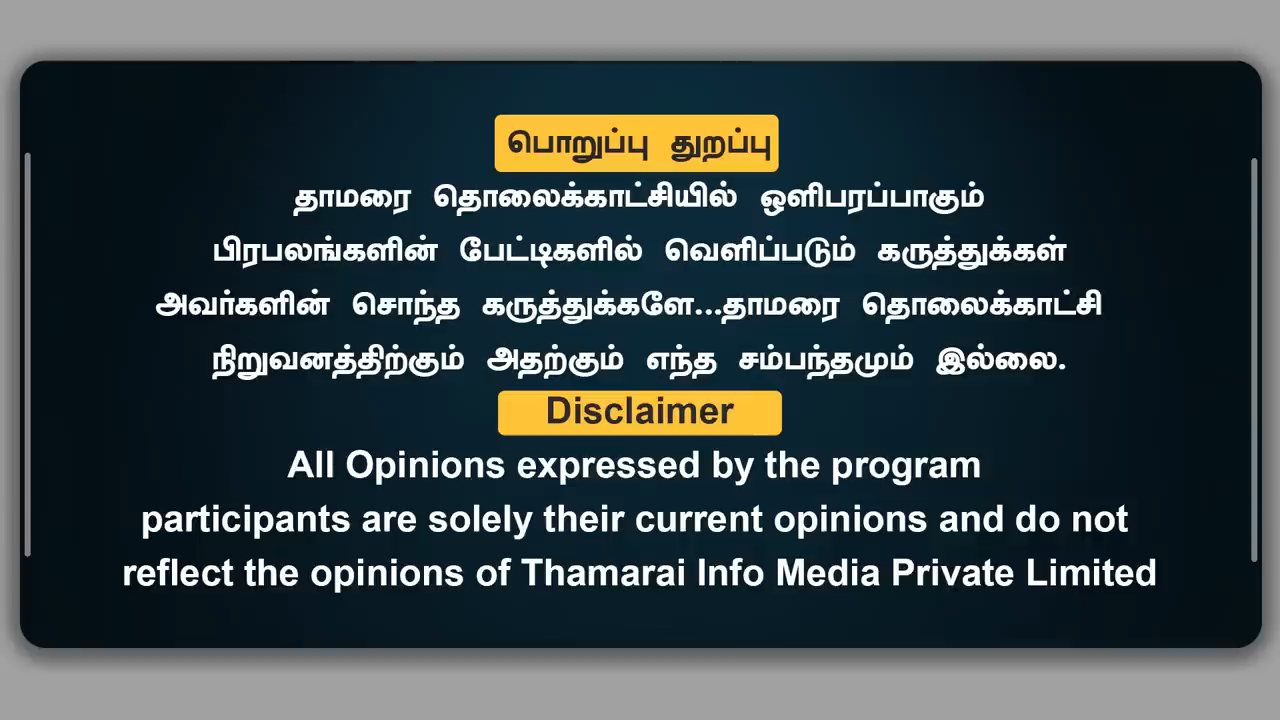 பொறுப்பு துறப்பு
தாமரை தொலைக்காட்சியில் ஒளிபரப்பாகும்
பிரபலங்களின் பேட்டிகளில் வெளிப்படும் கருத்துக்கள்
அவர்களின் சொந்த கருத்துக்களே...தாமரை தொலைக்காட்சி
நிறுவனத்திற்கும் அதற்கும் எந்த சம்பந்தமும் இல்லை.
Disclaimer
All Opinions expressed by the program
participants are solely their current opinions and do not
reflect the opinions of Thamarai Info Media Private Limited